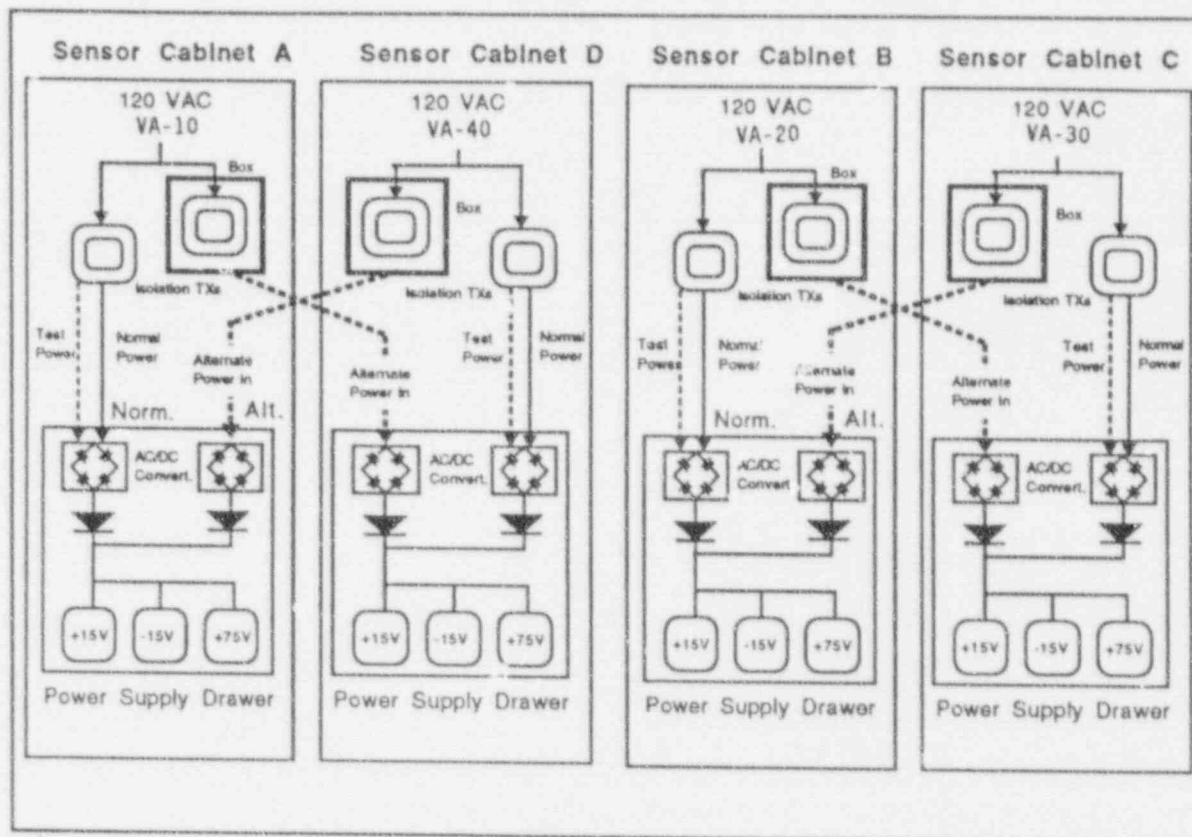 Sensor Cabinet A
120 VAC
VA-10
Box
Isolation TXs
Test
Power
Normal
Power
Alternate
Power In
Norm.
Alt.
AC/DC
Convert.
+15V
-15V
+75V
Power Supply Drawer
Sensor Cabinet D
120 VAC
VA-40
Box
Isolation TXs
Alternate
Power In
Test
Power
Normal
Power
AC/DC
Convert.
+15V
-15V
+75V
Power Supply Drawer
Sensor Cabinet B
120 VAC
VA-20
Box
Isolation TXs
Test
Power
Normal
Power
Alternate
Power In
Norm.
Alt.
AC/DC
Convert
+15V
-15V
+75V
Power Supply Drawer
Sensor Cabinet C
120 VAC
VA-30
Box
Isolation TXs
Alternate
Power In
Test
Power
Normal
Power
AC/DC
Convert.
+15V
-15V
+75V
Power Supply Drawer